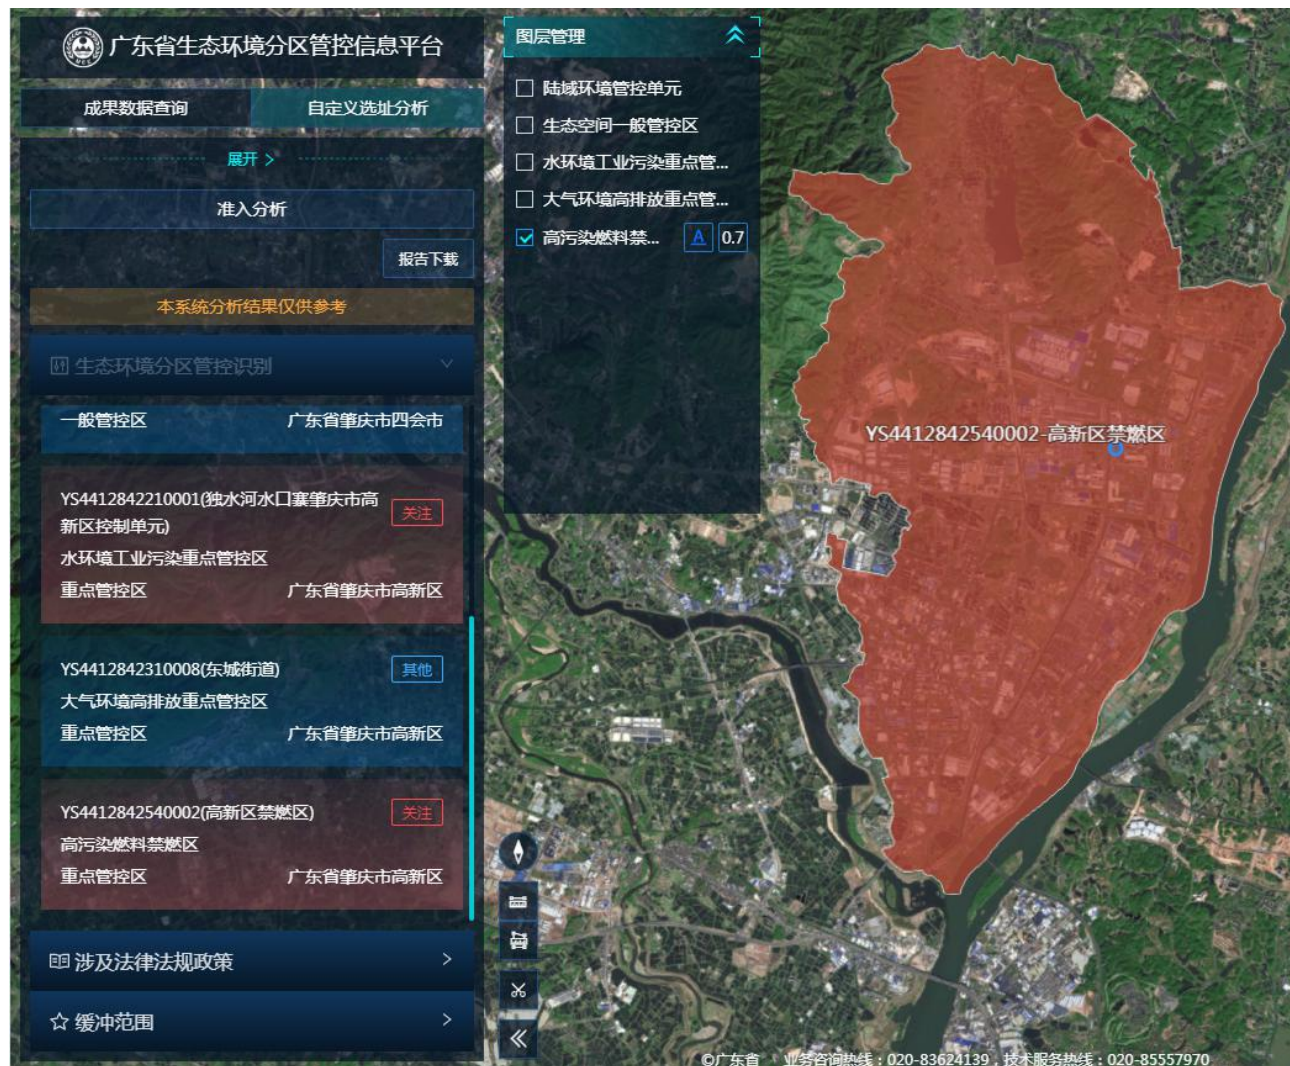 广东省生态环境分区管控信息平台
成果数据查询
自定义选址分析
展开 >
准入分析
报告下载
本系统分析结果仅供参考
生态环境分区管控识别
一般管控区 广东省肇庆市四会市
YS4412842210001(独水河水口寨肇庆市高
新区控制单元)
关注
水环境工业污染重点管控区
重点管控区 广东省肇庆市高新区
YS4412842310008(东城街道)
其他
大气环境高排放重点管控区
重点管控区 广东省肇庆市高新区
YS4412842540002(高新区禁燃区)
关注
高污染燃料禁燃区
重点管控区 广东省肇庆市高新区
涉及法律法规政策
缓冲范围
图层管理
陆域环境管控单元
生态空间一般管控区
水环境工业污染重点管...
大气环境高排放重点管...
高污染燃料禁... A 0.7
YS4412842540002-高新区禁燃区
©广东省 业务咨询热线：020-83624139，技术服务热线：020-85557970